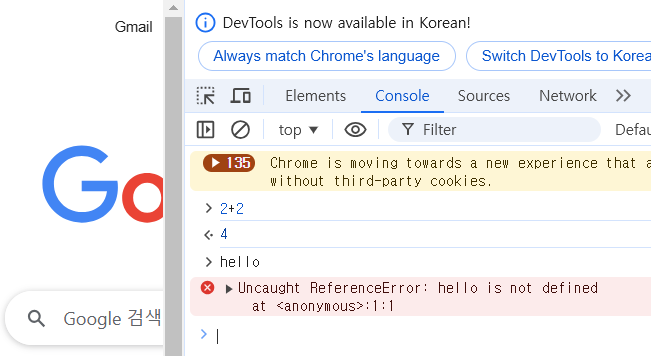 Gmail
DevTools is now available in Korean!
Always match Chrome's language
Switch DevTools to Korea
Elements
Console
Sources
Network
top
Filter
Defau
135
Chrome is moving towards a new experience that a
without third-party cookies.
2+2
4
hello
Uncaught ReferenceError: hello is not defined
at <anonymous>:1:1
Go
Google 검색